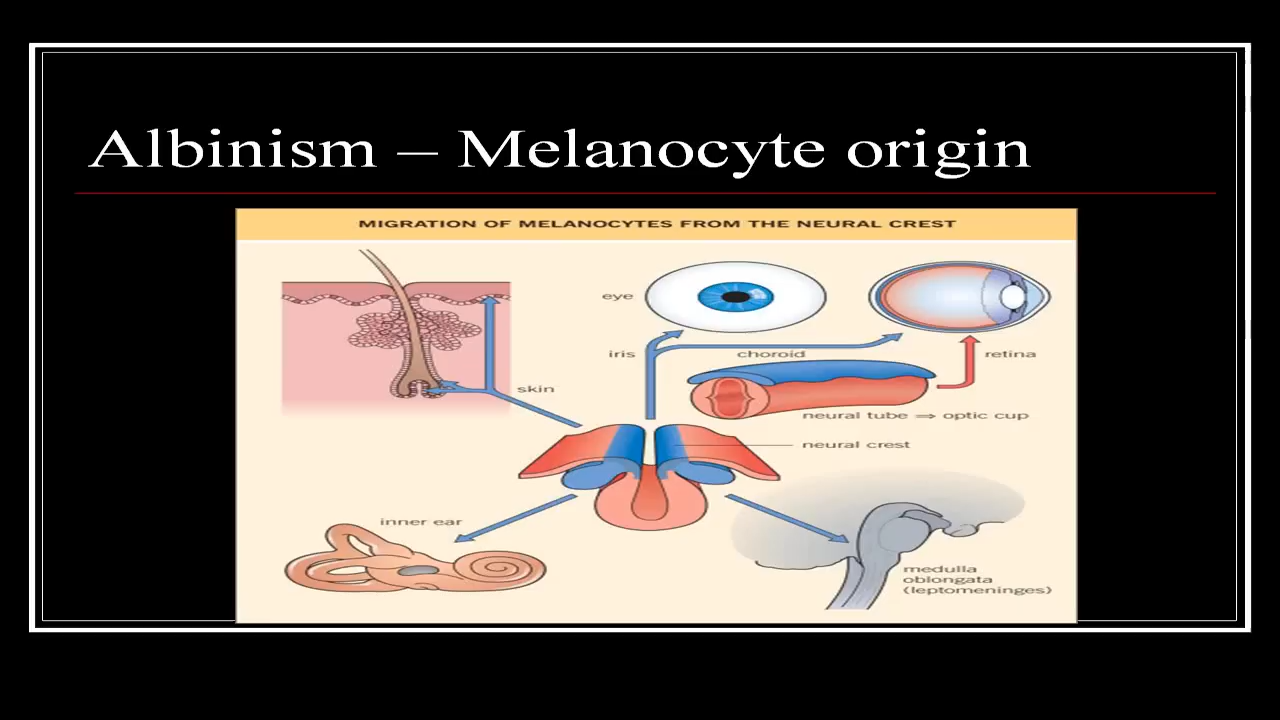 Albinism – Melanocyte origin
MIGRATION OF MELANOCYTES FROM THE NEURAL CREST
eye
iris
choroid
retina
skin
neural tube ⇒ optic cup
neural crest
inner ear
medulla
oblongata
(leptomeninges)